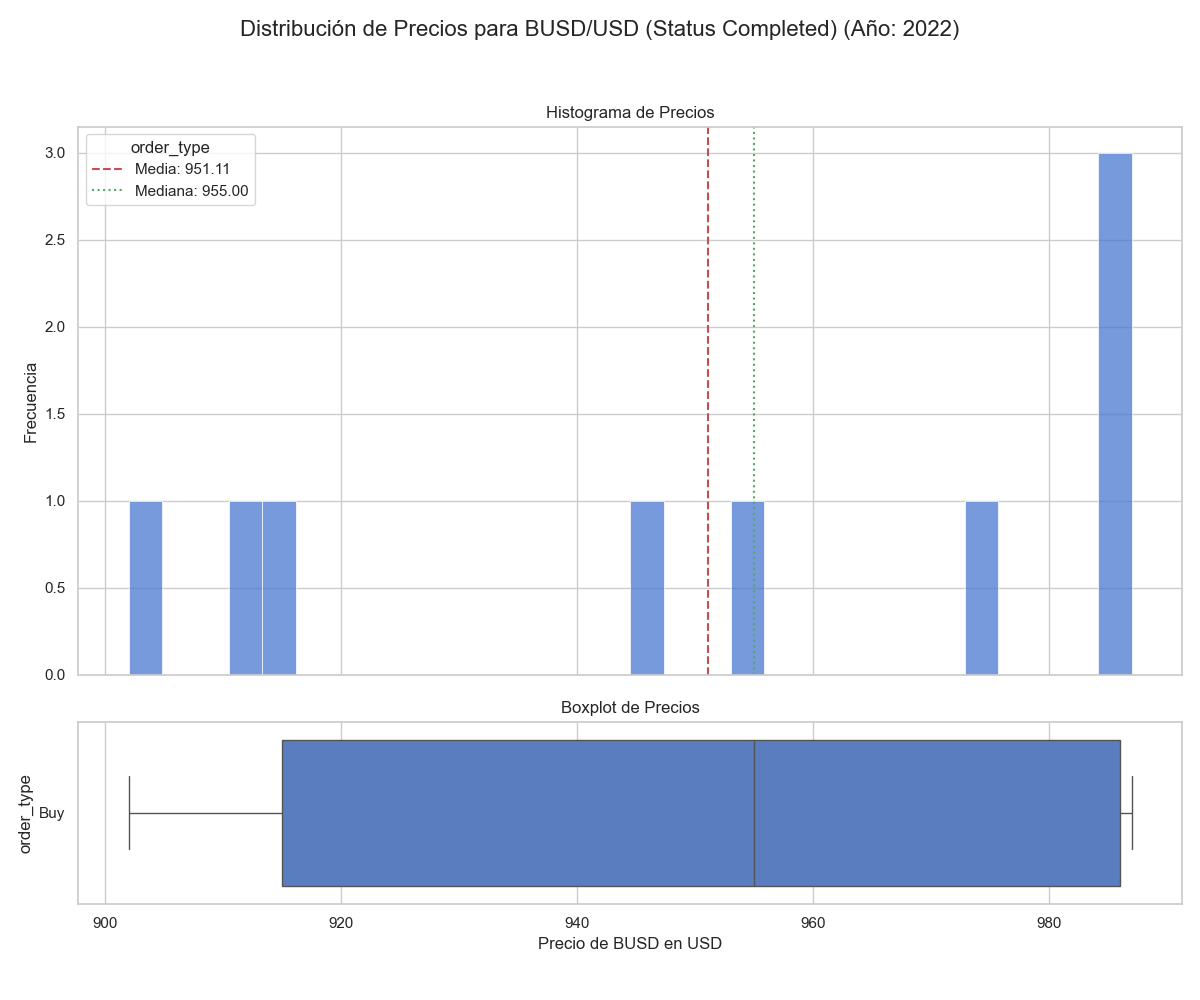 Distribución de Precios para BUSD/USD (Status Completed) (Año: 2022)
Histograma de Precios
order_type
Media: 951.11
Mediana: 955.00
Frecuencia
3.0
2.5
2.0
1.5
1.0
0.5
0.0
Boxplot de Precios
order_type
Buy
900
920
940
960
980
Precio de BUSD en USD